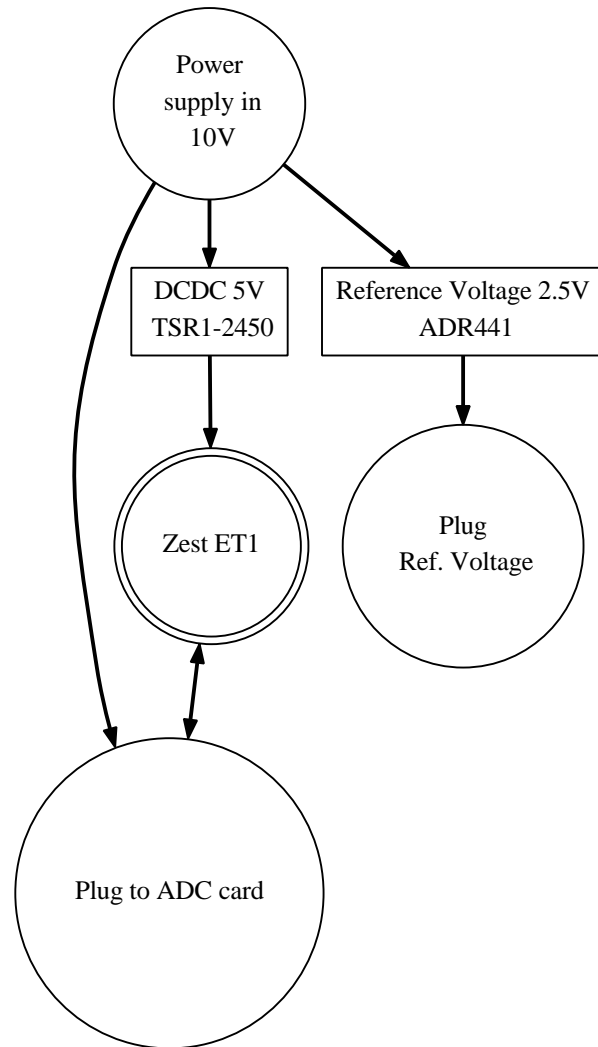 Power
supply in
10V
DCDC 5V
TSR1-2450
Reference Voltage 2.5V
ADR441
Zest ET1
Plug
Ref. Voltage
Plug to ADC card